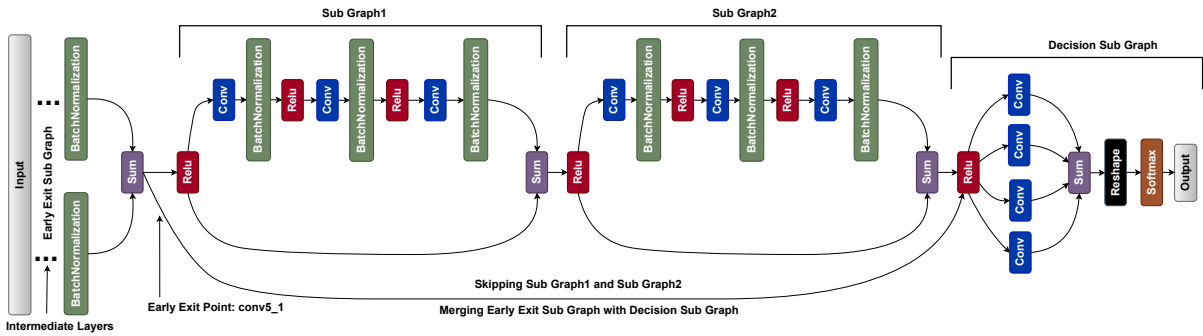 Sub Graph1
Sub Graph2
Decision Sub Graph
Input
Early Exit Sub Graph
BatchNormalization
BatchNormalization
Sum
Relu
Conv
BatchNormalization
Relu
Conv
BatchNormalization
Relu
Conv
BatchNormalization
Sum
Relu
Conv
BatchNormalization
Relu
Conv
BatchNormalization
Relu
Conv
BatchNormalization
Sum
Relu
Conv
Conv
Conv
Conv
Sum
Reshape
Softmax
Output
Skipping Sub Graph1 and Sub Graph2
Early Exit Point: conv5_1
Merging Early Exit Sub Graph with Decision Sub Graph
Intermediate Layers